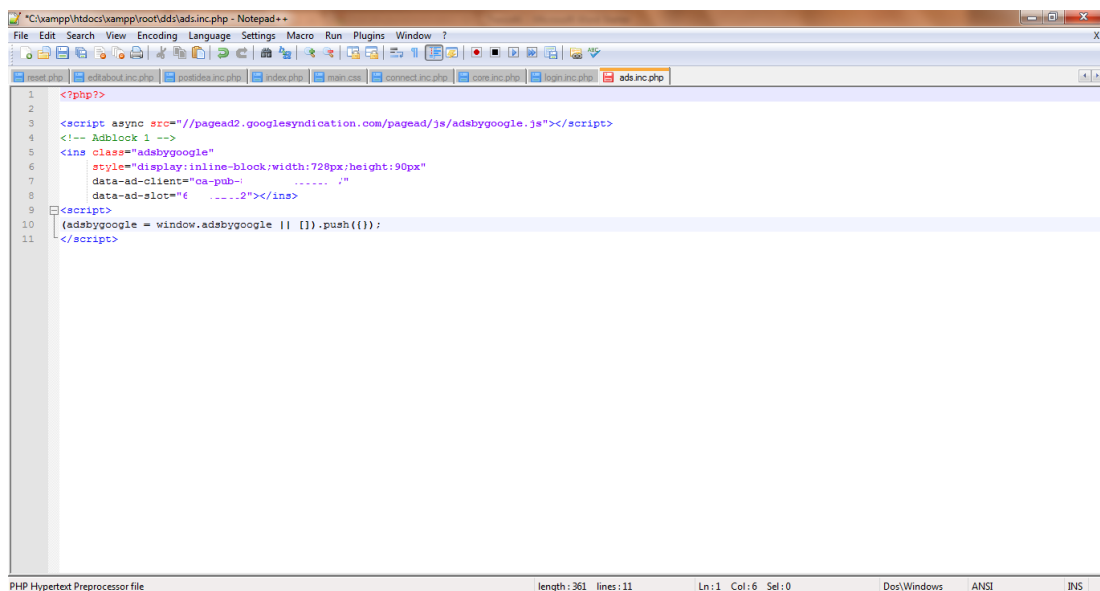 *C:\xampp\htdocs\xampp\root\dds\ads.inc.php - Notepad++
File Edit Search View Encoding Language Settings Macro Run Plugins Window ? X
reset.php editabout.inc.php postidea.inc.php index.php main.css connect.inc.php core.inc.php login.inc.php ads.inc.php
1 <?php?>
2
3 <script async src="//pagead2.googlesyndication.com/pagead/js/adsbygoogle.js"></script>
4 <!-- Adblock 1 -->
5 <ins class="adsbygoogle"
6 style="display:inline-block;width:728px;height:90px"
7 data-ad-client="ca-pub- "
8 data-ad-slot="6 2"></ins>
9 <script>
10 (adsbygoogle = window.adsbygoogle || []).push({});
11 </script>
PHP Hypertext Preprocessor file length : 361 lines : 11 Ln : 1 Col : 6 Sel : 0 Dos\Windows ANSI INS